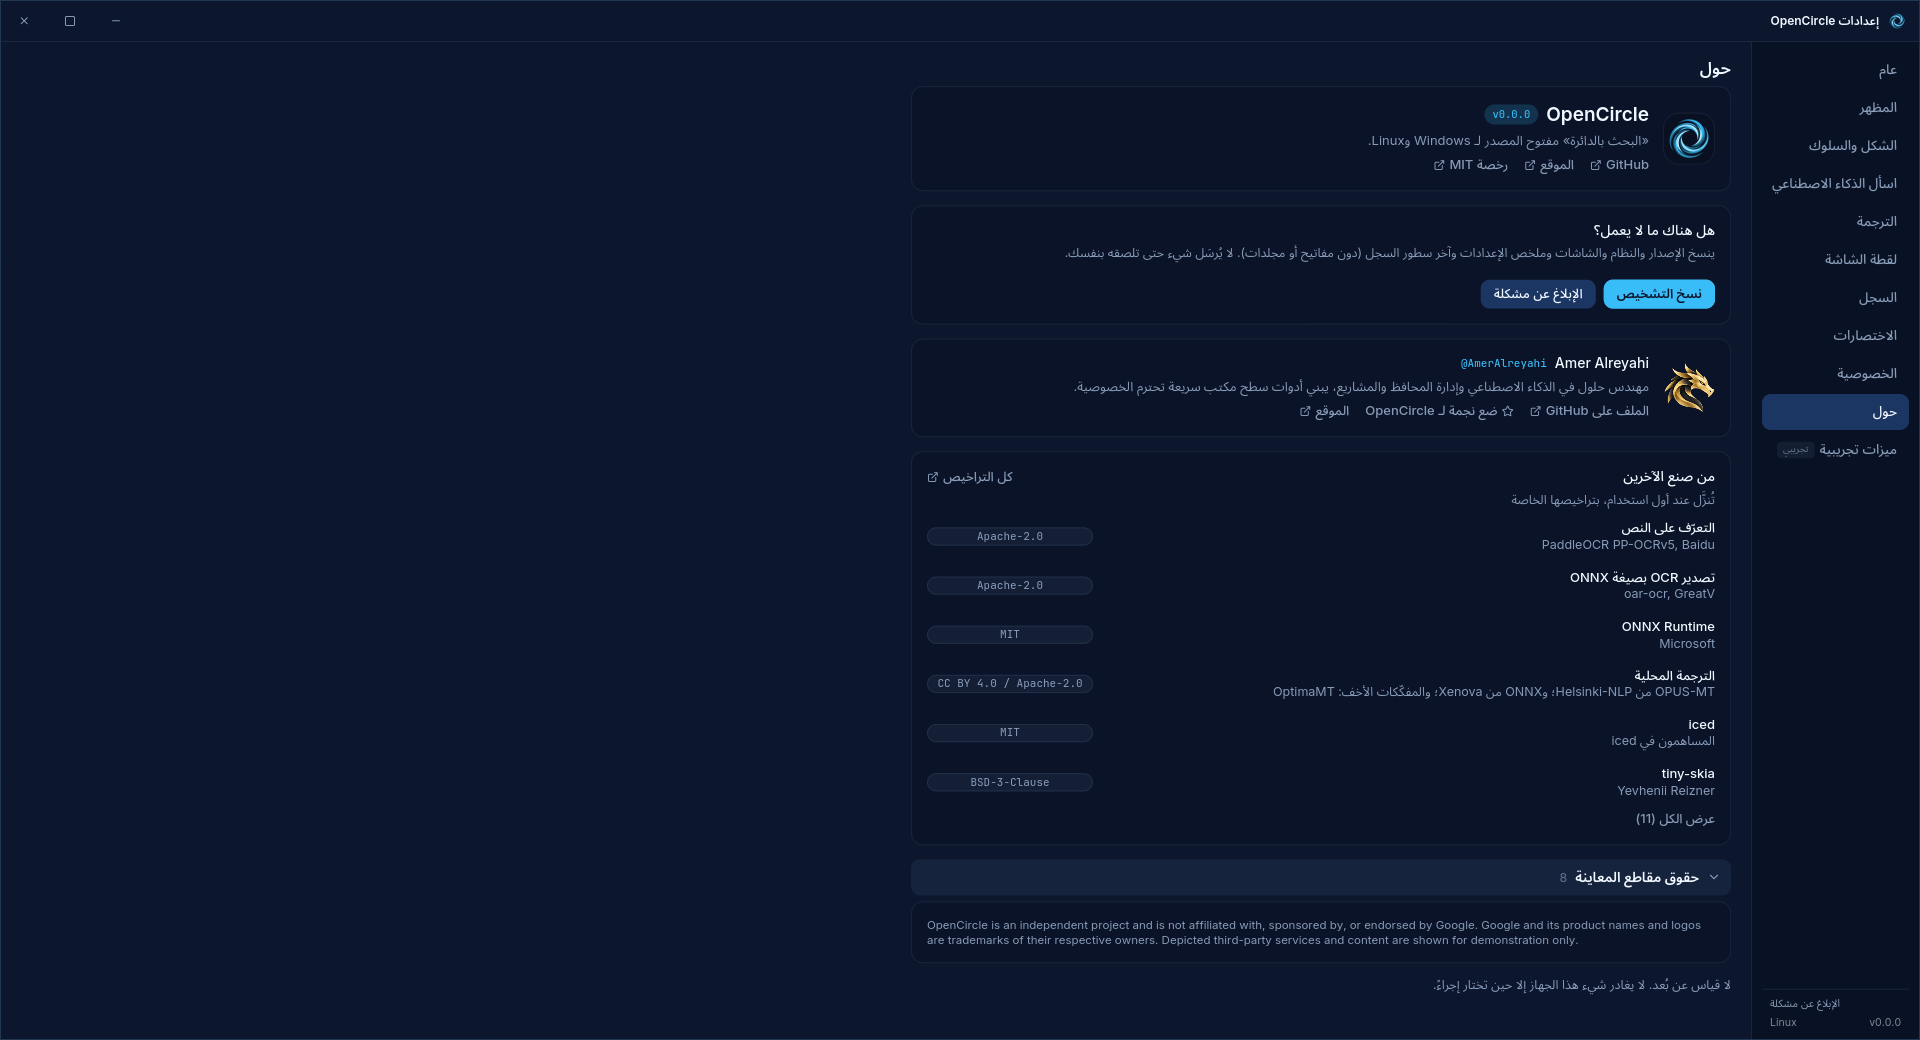 إعدادات OpenCircle
عام
المظهر
الشكل والسلوك
اسأل الذكاء الاصطناعي
الترجمة
لقطة الشاشة
السجل
الاختصارات
الخصوصية
حول
ميزات تجريبية تجريبي
الإبلاغ عن مشكلة
v0.0.0 Linux
حول
OpenCircle v0.0.0
«البحث بالدائرة» مفتوح المصدر لـ Windows وLinux.
GitHub الموقع رخصة MIT
هل هناك ما لا يعمل؟
ينسخ الإصدار والنظام والشاشات وملخص الإعدادات وآخر سطور السجل (دون مفاتيح أو مجلدات). لا يُرسَل شيء حتى تلصقه بنفسك.
نسخ التشخيص الإبلاغ عن مشكلة
Amer Alreyahi @AmerAlreyahi
مهندس حلول في الذكاء الاصطناعي وإدارة المحافظ والمشاريع، يبني أدوات سطح مكتب سريعة تحترم الخصوصية.
الملف على GitHub ضع نجمة لـ OpenCircle الموقع
من صنع الآخرين كل التراخيص
تُنزَّل عند أول استخدام، بتراخيصها الخاصة
التعرّف على النص
PaddleOCR PP-OCRv5, Baidu
Apache-2.0
تصدير OCR بصيغة ONNX
oar-ocr, GreatV
Apache-2.0
ONNX Runtime
Microsoft
MIT
الترجمة المحلية
OPUS-MT من Helsinki-NLP؛ وONNX من Xenova؛ والمفكّكات الأخف: OptimaMT
CC BY 4.0 / Apache-2.0
iced
المساهمون في iced
MIT
tiny-skia
Yevhenii Reizner
BSD-3-Clause
عرض الكل (11)
حقوق مقاطع المعاينة 8
OpenCircle is an independent project and is not affiliated with, sponsored by, or endorsed by Google. Google and its product names and logos
are trademarks of their respective owners. Depicted third-party services and content are shown for demonstration only.
لا قياس عن بُعد. لا يغادر شيء هذا الجهاز إلا حين تختار إجراءً.